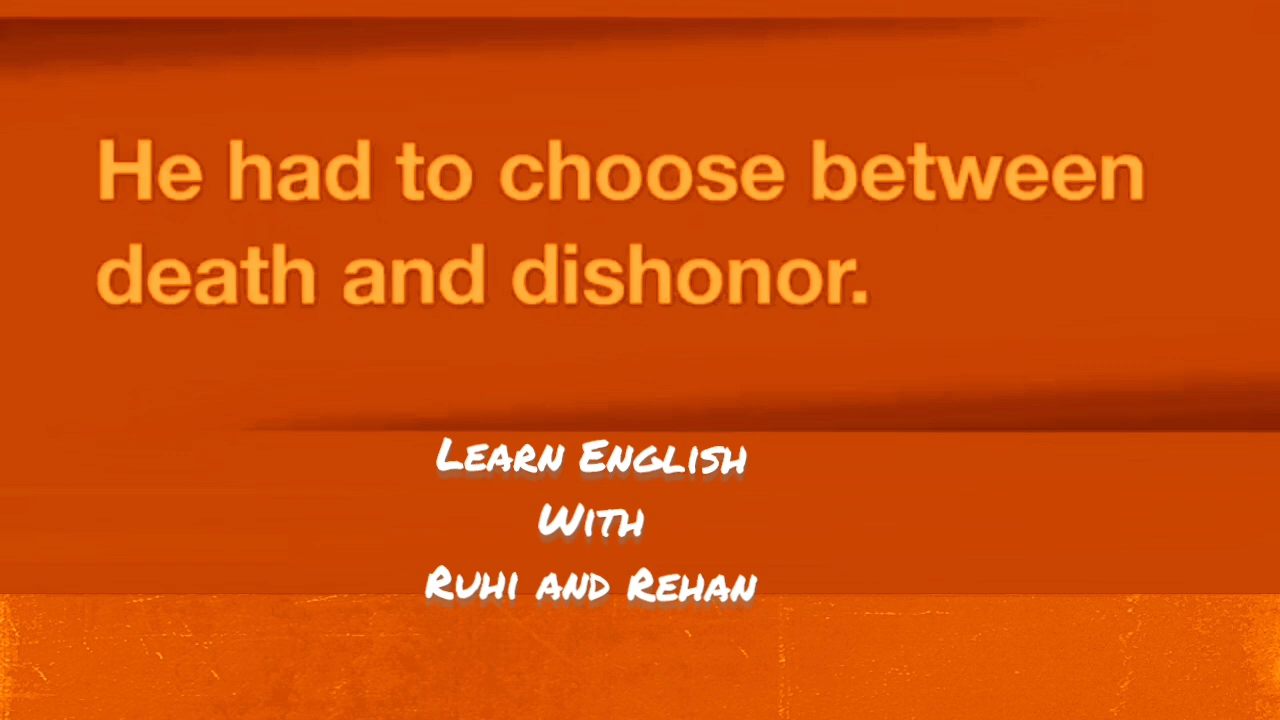 He had to choose between
death and dishonor.
Learn English
With
Ruhi and Rehan